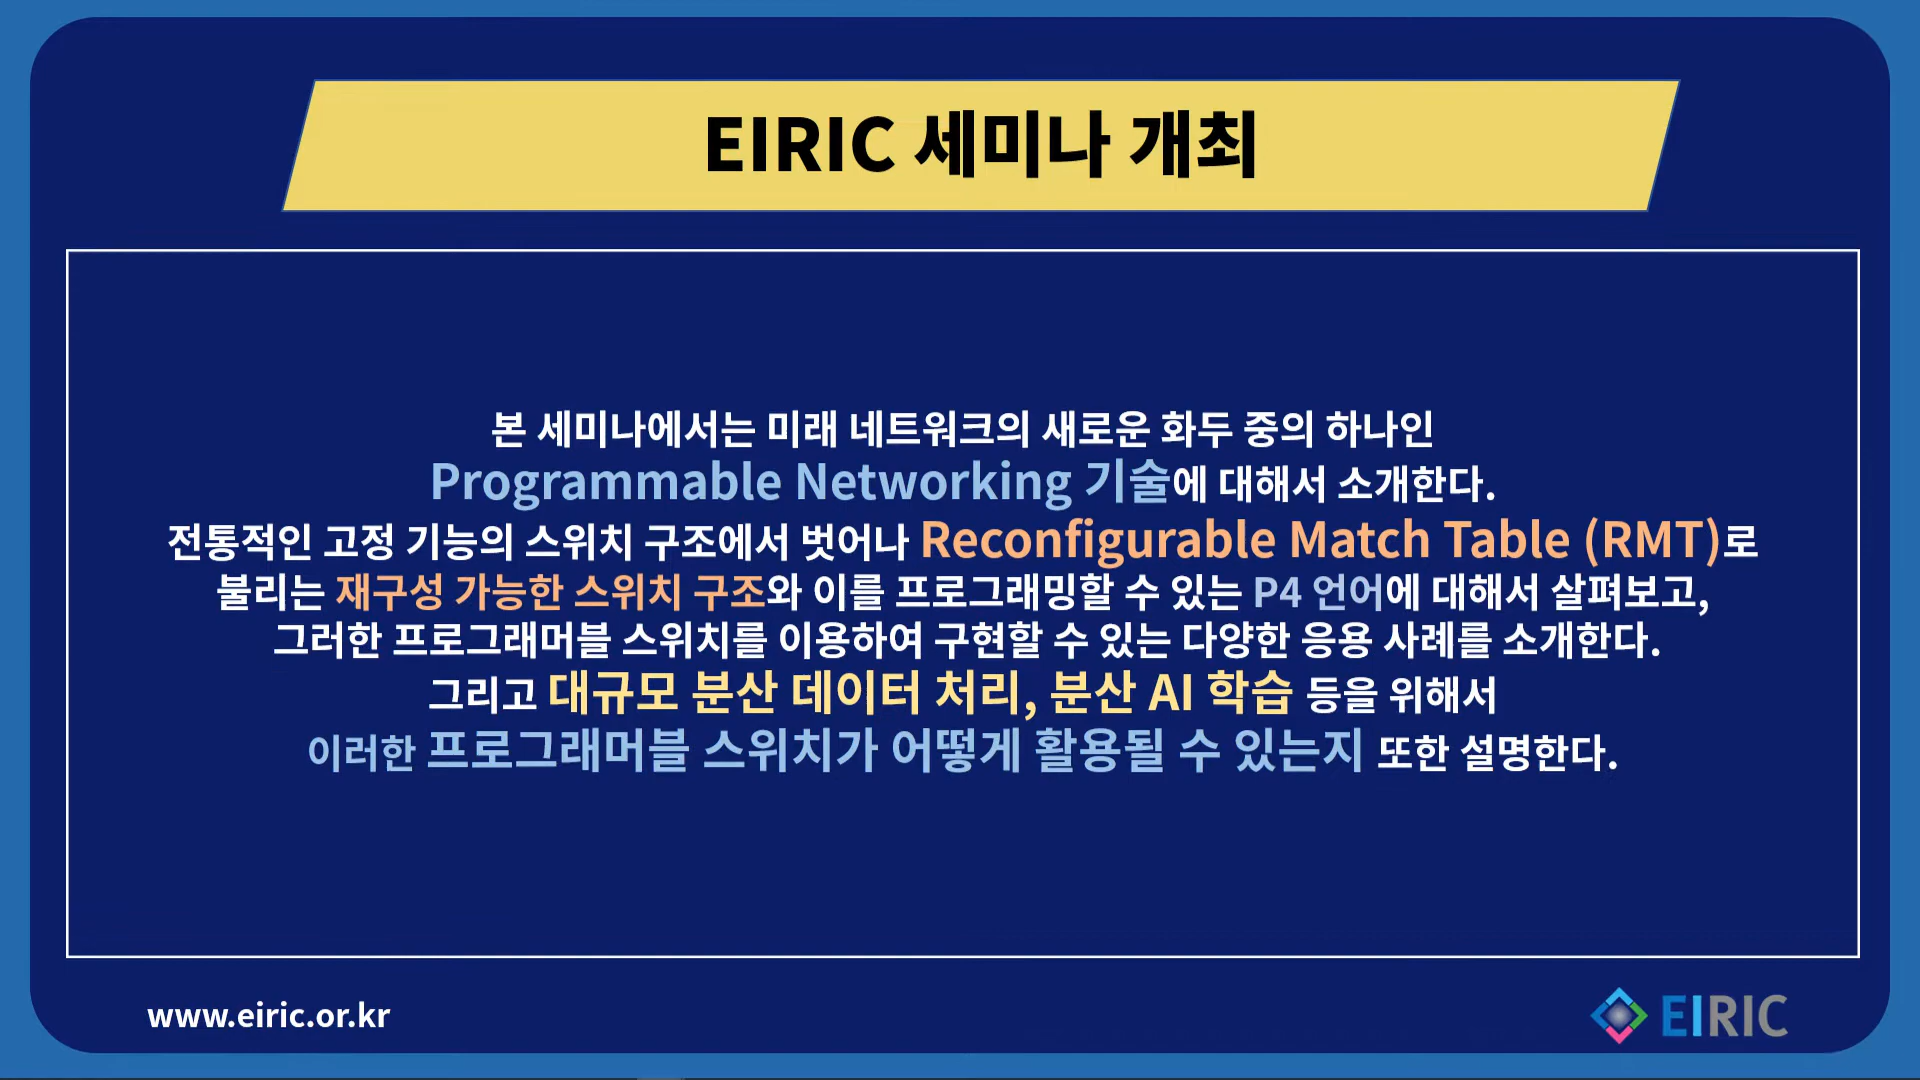 EIRIC 세미나 개최
본 세미나에서는 미래 네트워크의 새로운 화두 중의 하나인
Programmable Networking 기술에 대해서 소개한다.
전통적인 고정 기능의 스위치 구조에서 벗어나 Reconfigurable Match Table (RMT)로
불리는 재구성 가능한 스위치 구조와 이를 프로그래밍할 수 있는 P4 언어에 대해서 살펴보고,
그러한 프로그래머블 스위치를 이용하여 구현할 수 있는 다양한 응용 사례를 소개한다.
그리고 대규모 분산 데이터 처리, 분산 AI 학습 등을 위해서
이러한 프로그래머블 스위치가 어떻게 활용될 수 있는지 또한 설명한다.
www.eiric.or.kr
EIRIC